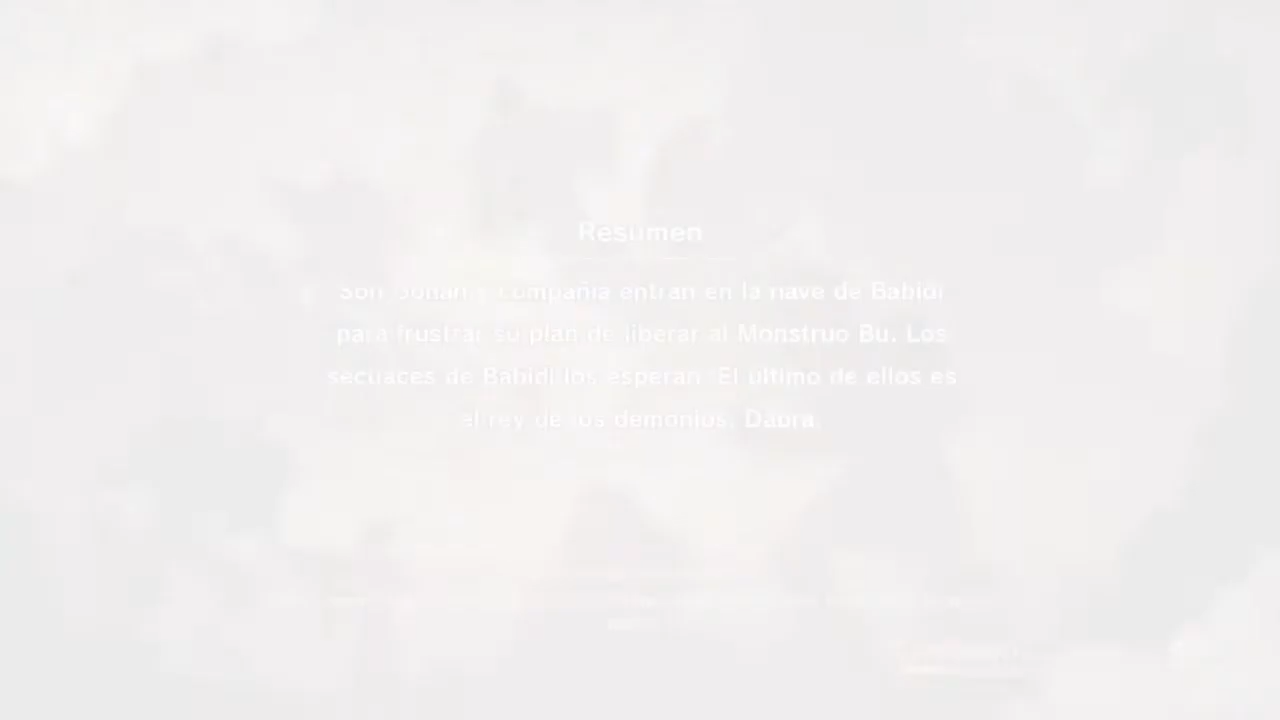 Resumen
Son Gohan y compañía entran en la nave de Babidi
para frustrar su plan de liberar al Monstruo Bu. Los
secuaces de Babidi los esperan. El último de ellos es
el rey de los demonios, Dabra.